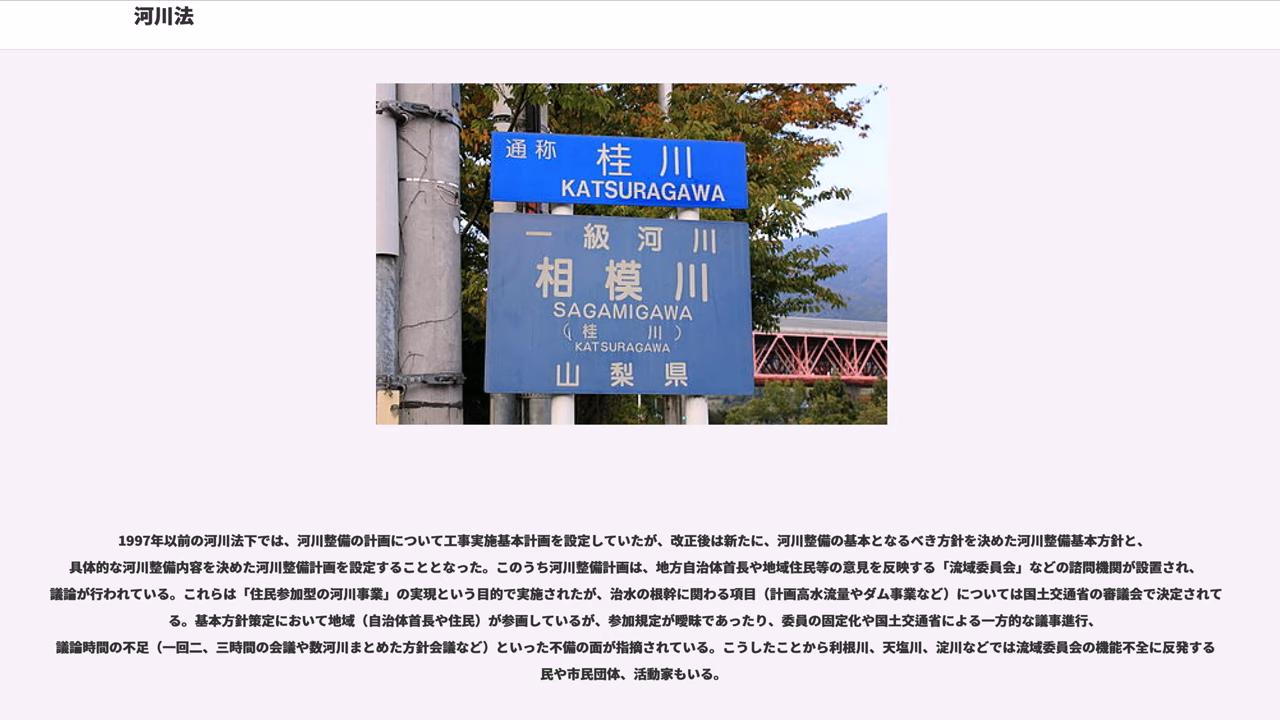 河川法
通称 桂川
KATSURAGAWA
一級河川
相模川
SAGAMIGAWA
(桂川)
KATSURAGAWA
山梨県
1997年以前の河川法下では、河川整備の計画について工事実施基本計画を設定していたが、改正後は新たに、河川整備の基本となるべき方針を決めた河川整備基本方針と、
具体的な河川整備内容を決めた河川整備計画を設定することとなった。このうち河川整備計画は、地方自治体首長や地域住民等の意見を反映する「流域委員会」などの諮問機関が設置され、
議論が行われている。これらは「住民参加型の河川事業」の実現という目的で実施されたが、治水の根幹に関わる項目（計画高水流量やダム事業など）については国土交通省の審議会で決定されて
る。基本方針策定において地域（自治体首長や住民）が参画しているが、参加規定が曖昧であったり、委員の固定化や国土交通省による一方的な議事進行、
議論時間の不足（一回二、三時間の会議や数河川まとめた方針会議など）といった不備の面が指摘されている。こうしたことから利根川、天塩川、淀川などでは流域委員会の機能不全に反発する
民や市民団体、活動家もいる。